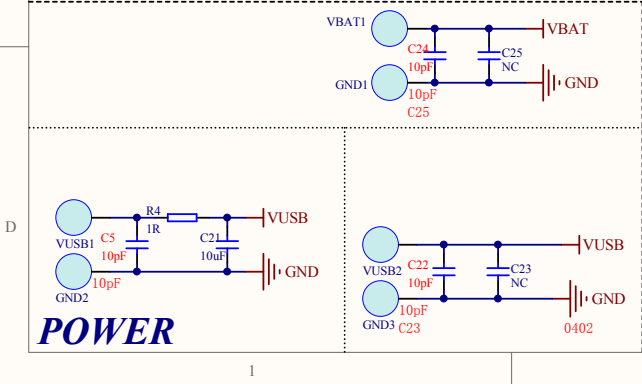 VBAT1
VBAT
C24
10pF
C25
NC
GND1
GND
10pF
C25
D
R4
1R
VUSB
VUSB1
C5
10pF
C21
10uF
GND
10pF
GND2
VUSB
VUSB2
C22
10pF
C23
NC
GND
10pF
GND3
C23
0402
POWER
1